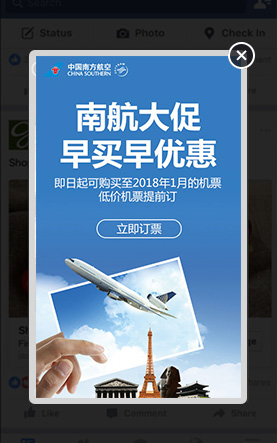 Search
Status
Photo
Check In
中国南方航空
CHINA SOUTHERN
南航大促
早买早优惠
即日起可购买至2018年1月的机票
低价机票提前订
立即订票
Like
Comment
Share